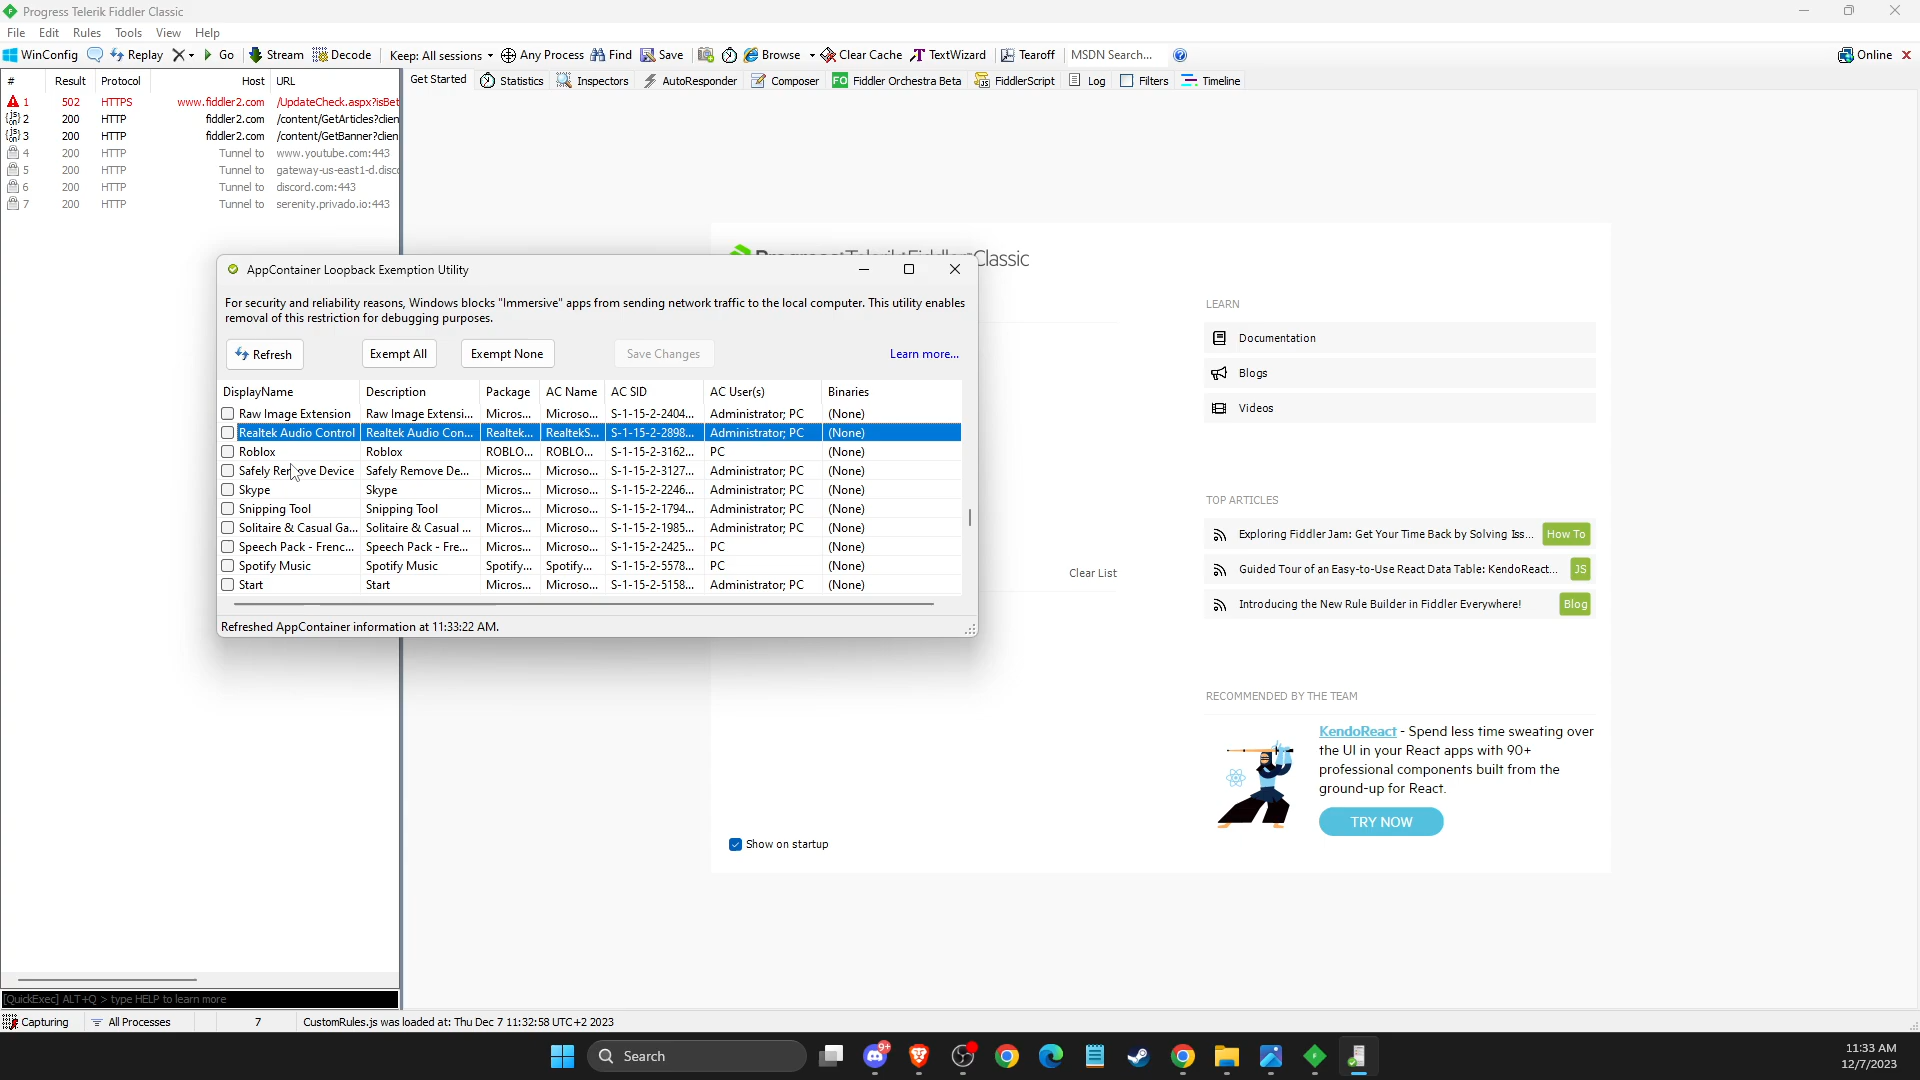 Progress Telerik Fiddler Classic
File Edit Rules Tools View Help
WinConfig Replay Go Stream Decode Keep: All sessions Any Process Find Save Browse Clear Cache TextWizard Tearoff MSDN Search... Online
# Result Protocol Host URL
Get Started Statistics Inspectors AutoResponder Composer FO Fiddler Orchestra Beta FiddlerScript Log Filters Timeline
1 502 HTTPS www.fiddler2.com /UpdateCheck.aspx?isBet
2 200 HTTP fiddler2.com /content/GetArticles?clien
3 200 HTTP fiddler2.com /content/GetBanner?clien
4 200 HTTP Tunnel to www.youtube.com:443
5 200 HTTP Tunnel to gateway-us-east1-d.disco
6 200 HTTP Tunnel to discord.com:443
7 200 HTTP Tunnel to serenity.privado.io:443
Classic
AppContainer Loopback Exemption Utility
For security and reliability reasons, Windows blocks "Immersive" apps from sending network traffic to the local computer. This utility enables
removal of this restriction for debugging purposes.
Refresh Exempt All Exempt None Save Changes Learn more...
DisplayName Description Package AC Name AC SID AC User(s) Binaries
Raw Image Extension Raw Image Extensi... Micros... Microso... S-1-15-2-2404... Administrator; PC (None)
Realtek Audio Control Realtek Audio Con... Realtek... RealtekS... S-1-15-2-2898... Administrator; PC (None)
Roblox Roblox ROBLO... ROBLO... S-1-15-2-3162... PC (None)
Safely Remove Device Safely Remove De... Micros... Microso... S-1-15-2-3127... Administrator; PC (None)
Skype Skype Micros... Microso... S-1-15-2-2246... Administrator; PC (None)
Snipping Tool Snipping Tool Micros... Microso... S-1-15-2-1794... Administrator; PC (None)
Solitaire & Casual Ga... Solitaire & Casual ... Micros... Microso... S-1-15-2-1985... Administrator; PC (None)
Speech Pack - Frenc... Speech Pack - Fre... Micros... Microso... S-1-15-2-2425... PC (None)
Spotify Music Spotify Music Spotify... Spotify... S-1-15-2-5578... PC (None)
Start Start Micros... Microso... S-1-15-2-5158... Administrator; PC (None)
Refreshed AppContainer information at 11:33:22 AM.
Clear List
Show on startup
LEARN
Documentation
Blogs
Videos
TOP ARTICLES
Exploring Fiddler Jam: Get Your Time Back by Solving Iss... How To
Guided Tour of an Easy-to-Use React Data Table: KendoReact... JS
Introducing the New Rule Builder in Fiddler Everywhere! Blog
RECOMMENDED BY THE TEAM
KendoReact - Spend less time sweating over
the UI in your React apps with 90+
professional components built from the
ground-up for React.
TRY NOW
[QuickExec] ALT+Q > type HELP to learn more
Capturing All Processes 7 CustomRules.js was loaded at: Thu Dec 7 11:32:58 UTC+2 2023
Search 9+ 11:33 AM
12/7/2023